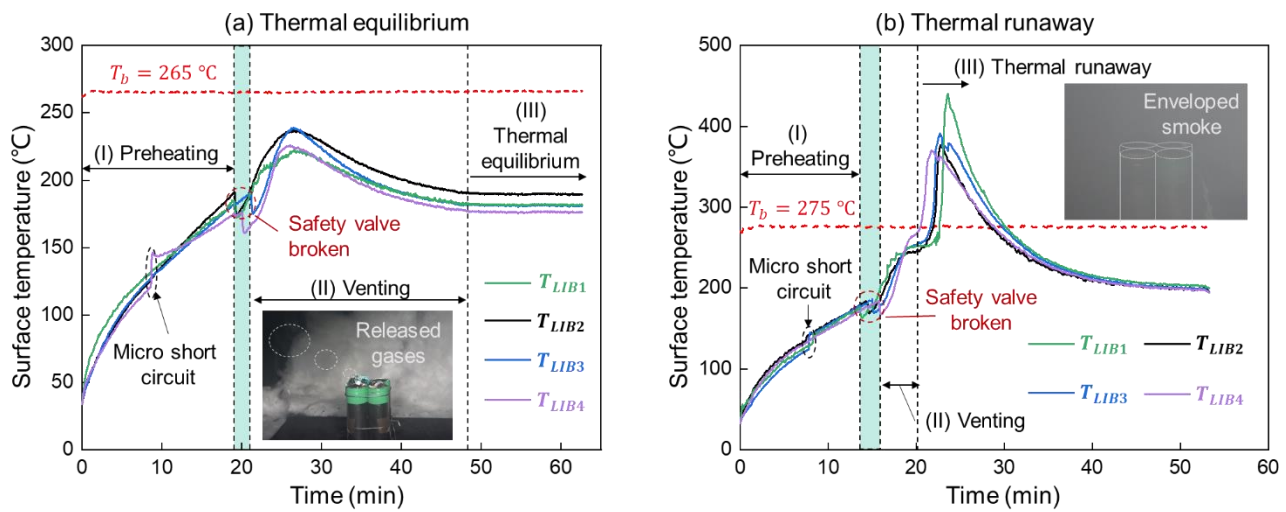 (a) Thermal equilibrium
300
250
200
150
100
50
0
Surface temperature (℃)
T_b = 265 ℃
(I) Preheating
(III)
Thermal
equilibrium
Safety valve
broken
Micro short
circuit
(II) Venting
Released
gases
T_LIB1
T_LIB2
T_LIB3
T_LIB4
0 10 20 30 40 50 60
Time (min)
(b) Thermal runaway
500
400
300
200
100
0
Surface temperature (℃)
(III) Thermal runaway
Enveloped
smoke
(I)
Preheating
T_b = 275 ℃
Micro short
circuit
Safety valve
broken
(II) Venting
T_LIB1 T_LIB2
T_LIB3 T_LIB4
0 10 20 30 40 50 60
Time (min)